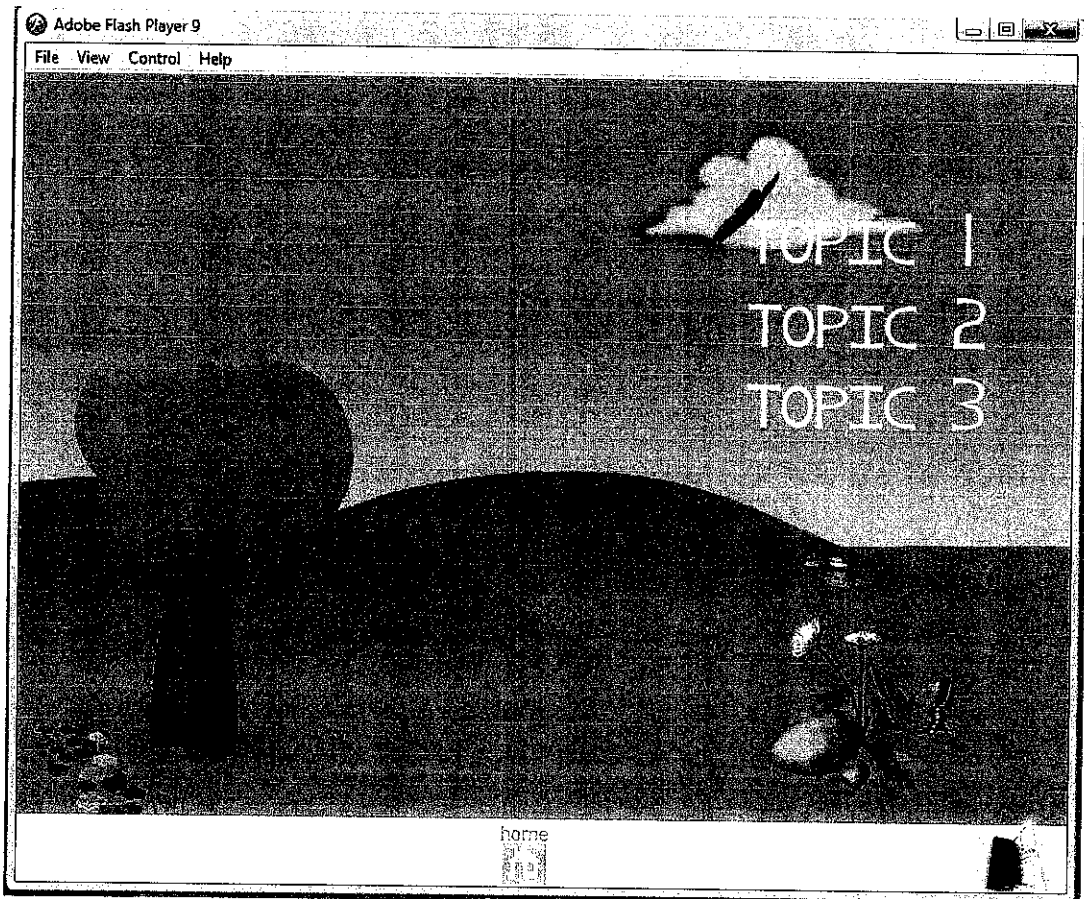 Adobe Flash Player 9
File View Control Help
TOPIC 1
TOPIC 2
TOPIC 3
home